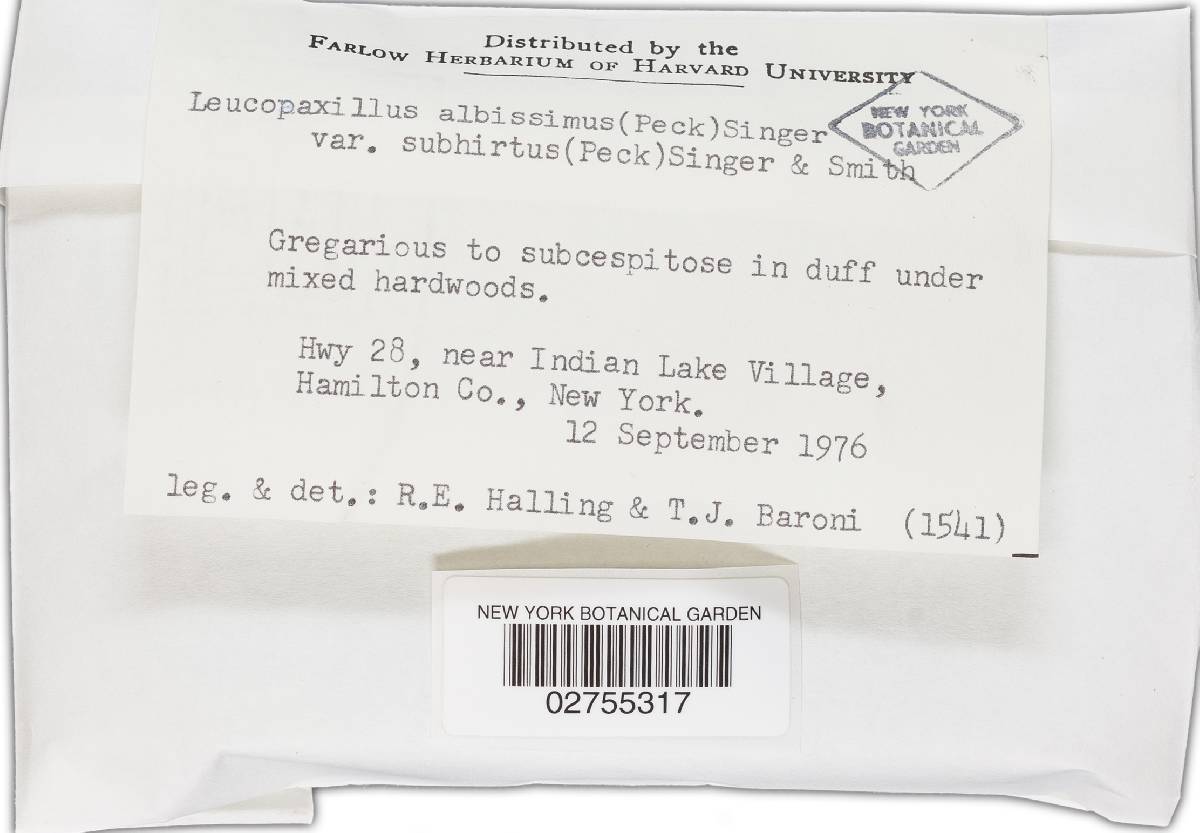 Distributed by the
FARLOW HERBARIUM OF HARVARD UNIVERSITY
Leucopaxillus albissimus(Peck)Singer
var. subhirtus(Peck)Singer & Smith
NEW YORK
BOTANICAL
GARDEN
Gregarious to subcespitose in duff under
mixed hardwoods.
Hwy 28, near Indian Lake Village,
Hamilton Co., New York.
12 September 1976
leg. & det.: R.E. Halling & T.J. Baroni (1541)
NEW YORK BOTANICAL GARDEN
02755317